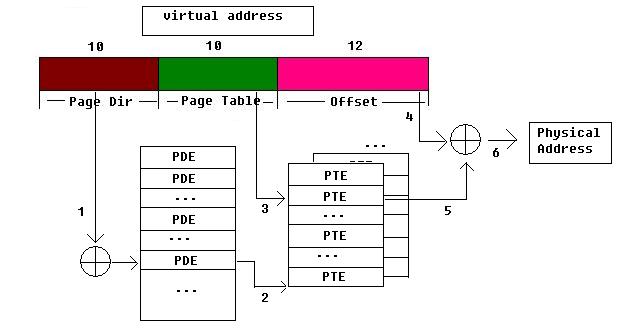 virtual address
10
10
12
Page Dir
Page Table
Offset
4
Physical
Address
6
...
---
PDE
PDE
...
PDE
...
PDE
...
1
2
3
PTE
PTE
...
PTE
...
PTE
5